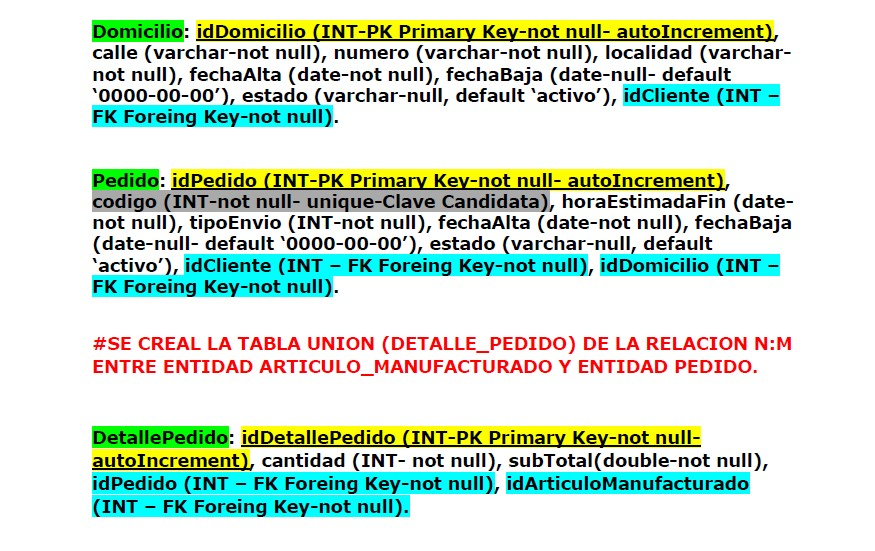 Domicilio: idDomicilio (INT-PK Primary Key-not null- autoIncrement),
calle (varchar-not null), numero (varchar-not null), localidad (varchar-
not null), fechaAlta (date-not null), fechaBaja (date-null- default
‘0000-00-00’), estado (varchar-null, default ‘activo’), idCliente (INT –
FK Foreing Key-not null).
Pedido: idPedido (INT-PK Primary Key-not null- autoIncrement),
codigo (INT-not null- unique-Clave Candidata), horaEstimadaFin (date-
not null), tipoEnvio (INT-not null), fechaAlta (date-not null), fechaBaja
(date-null- default ‘0000-00-00’), estado (varchar-null, default
‘activo’), idCliente (INT – FK Foreing Key-not null), idDomicilio (INT –
FK Foreing Key-not null).
#SE CREAL LA TABLA UNION (DETALLE_PEDIDO) DE LA RELACION N:M
ENTRE ENTIDAD ARTICULO_MANUFACTURADO Y ENTIDAD PEDIDO.
DetallePedido: idDetallePedido (INT-PK Primary Key-not null-
autoIncrement), cantidad (INT- not null), subTotal(double-not null),
idPedido (INT – FK Foreing Key-not null), idArticuloManufacturado
(INT – FK Foreing Key-not null).